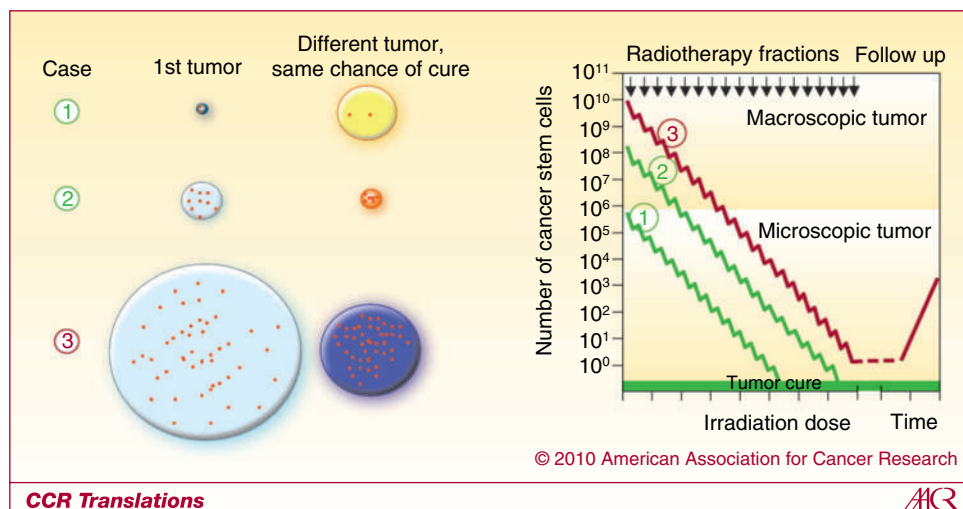 Case
1st tumor
Different tumor,
same chance of cure
1
2
3
Radiotherapy fractions
Follow up
Number of cancer stem cells
10¹¹
10¹⁰
10⁹
10⁸
10⁷
10⁶
10⁵
10⁴
10³
10²
10¹
10⁰
Macroscopic tumor
3
2
1
Microscopic tumor
Tumor cure
Irradiation dose
Time
© 2010 American Association for Cancer Research
CCR Translations
AACR